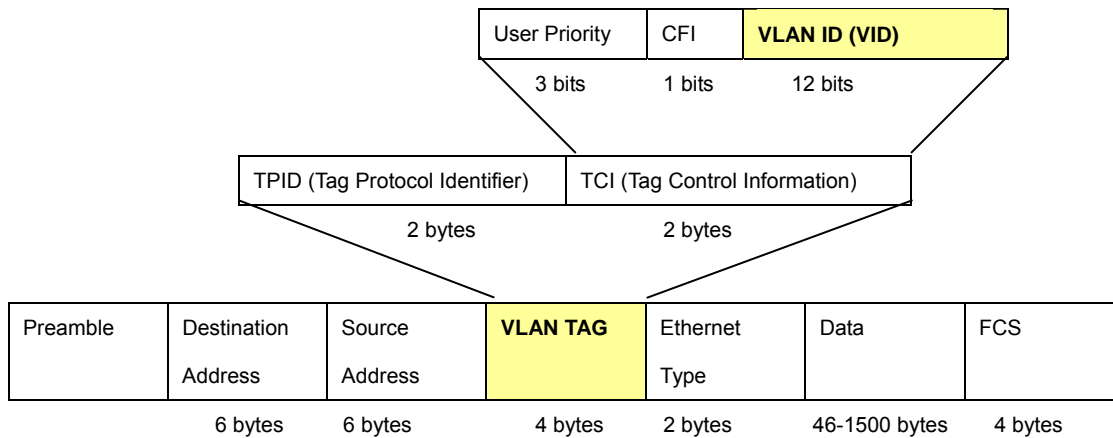 User Priority CFI VLAN ID (VID)
3 bits 1 bits 12 bits
TPID (Tag Protocol Identifier) TCI (Tag Control Information)
2 bytes 2 bytes
Preamble Destination Address Source Address VLAN TAG Ethernet Type Data FCS
6 bytes 6 bytes 4 bytes 2 bytes 46-1500 bytes 4 bytes